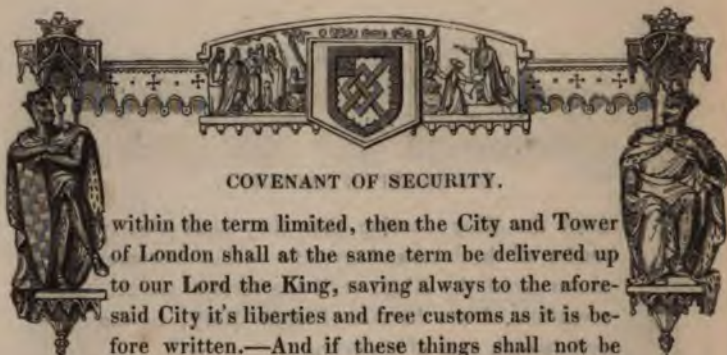 COVENANT OF SECURITY.
within the term limited, then the City and Tower
of London shall at the same term be delivered up
to our Lord the King, saving always to the afore-
said City it's liberties and free customs as it is be-
fore written.—And if these things shall not be